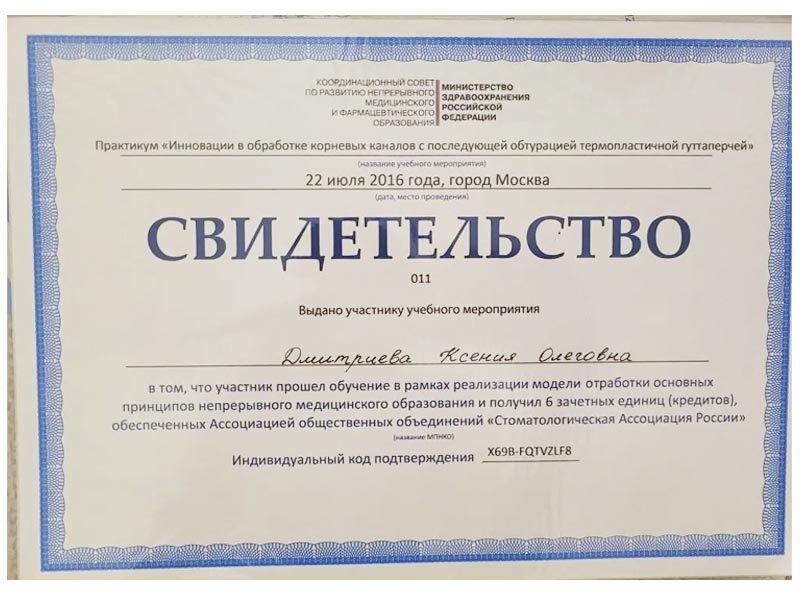 КООРДИНАЦИОННЫЙ СОВЕТ
ПО РАЗВИТИЮ НЕПРЕРЫВНОГО
МЕДИЦИНСКОГО
И ФАРМАЦЕВТИЧЕСКОГО
ОБРАЗОВАНИЯ
МИНИСТЕРСТВО
ЗДРАВООХРАНЕНИЯ
РОССИЙСКОЙ
ФЕДЕРАЦИИ
Практикум «Инновации в обработке корневых каналов с последующей обтурацией термопластичной гуттаперчей»
(название учебного мероприятия)
22 июля 2016 года, город Москва
(дата, место проведения)
СВИДЕТЕЛЬСТВО
011
Выдано участнику учебного мероприятия
Дмитриева Ксения Олеговна
в том, что участник прошел обучение в рамках реализации модели отработки основных
принципов непрерывного медицинского образования и получил 6 зачетных единиц (кредитов),
обеспеченных Ассоциацией общественных объединений «Стоматологическая Ассоциация России»
(название МПНКО)
Индивидуальный код подтверждения X69B-FQTVZLF8